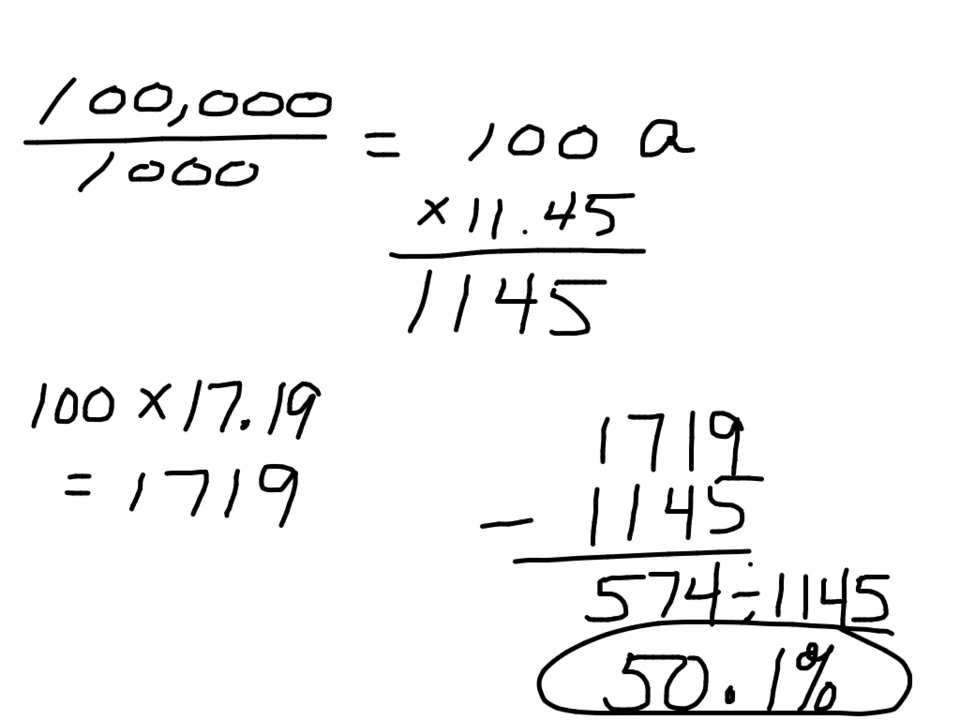 100,000
1000
= 100 a
× 11.45
1145
100 × 17.19
= 1719
1719
- 1145
574 ÷ 1145
50.1%